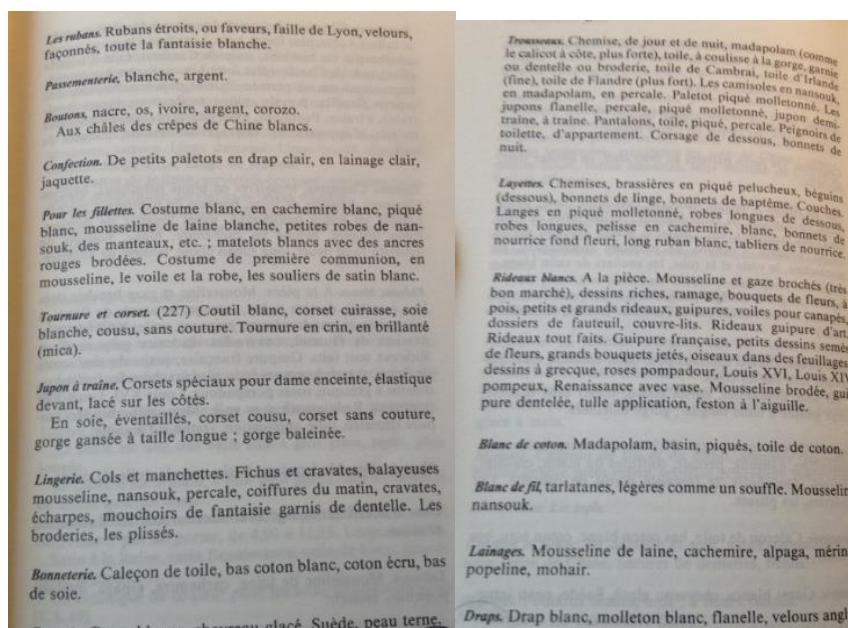 Les rubans. Rubans étroits, ou faveurs, faille de Lyon, velours,
façonnés, toute la fantaisie blanche.
Passementerie, blanche, argent.
Boutons, nacre, os, ivoire, argent, corozo.
Aux châles des crêpes de Chine blancs.
Confection. De petits paletots en drap clair, en lainage clair,
jaquette.
Pour les fillettes. Costume blanc, en cachemire blanc, piqué
blanc, mousseline de laine blanche, petites robes de nan-
souk, des manteaux, etc. ; matelots blancs avec des ancres
rouges brodées. Costume de première communion, en
mousseline, le voile et la robe, les souliers de satin blanc.
Tournure et corset. (227) Coutil blanc, corset cuirasse, soie
blanche, cousu, sans couture. Tournure en crin, en brillanté
(mica).
Jupon à traîne. Corsets spéciaux pour dame enceinte, élastique
devant, lacé sur les côtés.
En soie, éventaillés, corset cousu, corset sans couture,
gorge gansée à taille longue ; gorge baleinée.
Lingerie. Cols et manchettes. Fichus et cravates, balayeuses
mousseline, nansouk, percale, coiffures du matin, cravates,
écharpes, mouchoirs de fantaisie garnis de dentelle. Les
broderies, les plissés.
Bonneterie. Caleçon de toile, bas coton blanc, coton écru, bas
de soie.
glacé. Suède, peau terne.
Trousseaux. Chemise, de jour et de nuit, madapolam (comme
le calicot à côte, plus forte), toile, à coulisse à la gorge, garnie
ou dentelle ou broderie, toile de Cambrai, toile d'Irlande
(fine), toile de Flandre (plus fort). Les camisoles en nansouk,
en madapolam, en percale. Paletot piqué molletonné. Les
jupons flanelle, percale, piqué molletonné, jupon demi-
traîne, à traîne. Pantalons, toile, piqué, percale. Peignoirs de
toilette, d'appartement. Corsage de dessous, bonnets de
nuit.
Layettes. Chemises, brassières en piqué pelucheux, béguins
(dessous), bonnets de linge, bonnets de baptême. Couches.
Langes en piqué molletonné, robes longues de dessous,
robes longues, pelisse en cachemire, blanc, bonnets de
nourrice fond fleuri, long ruban blanc, tabliers de nourrice.
Rideaux blancs. A la pièce. Mousseline et gaze brochés (très
bon marché), dessins riches, ramage, bouquets de fleurs, à
pois, petits et grands rideaux, guipures, voiles pour canapés,
dossiers de fauteuil, couvre-lits. Rideaux guipure d'art.
Rideaux tout faits. Guipure française, petits dessins semés
de fleurs, grands bouquets jetés, oiseaux dans des feuillages,
dessins à grecque, roses pompadour, Louis XVI, Louis XIV
pompeux, Renaissance avec vase. Mousseline brodée, gui-
pure dentelée, tulle application, feston à l'aiguille.
Blanc de coton. Madapolam, basin, piqués, toile de coton.
Blanc de fil, tarlatanes, légères comme un souffle. Mousselin
nansouk.
Lainages. Mousseline de laine, cachemire, alpaga, mérin
popeline, mohair.
Draps. Drap blanc, molleton blanc, flanelle, velours angl